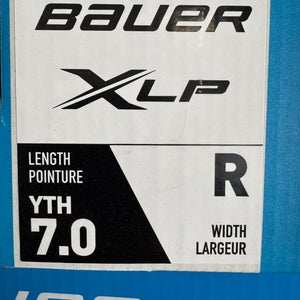 BAUER
XLP
LENGTH
POINTURE
YTH
7.0
R
WIDTH
LARGEUR